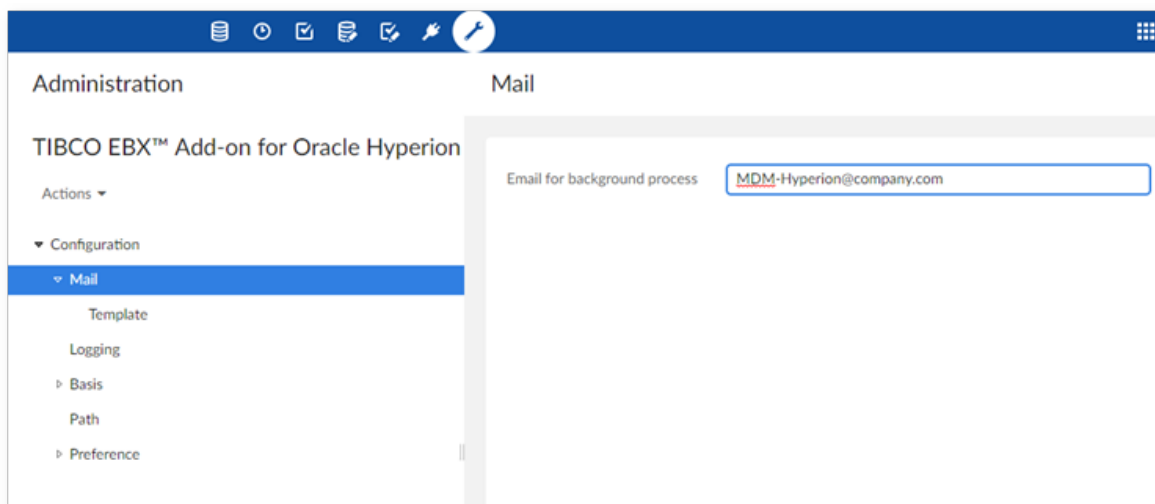 Administration
Mail
TIBCO EBX™ Add-on for Oracle Hyperion
Actions
Email for background process
MDM-Hyperion@company.com
Configuration
Mail
Template
Logging
Basis
Path
Preference